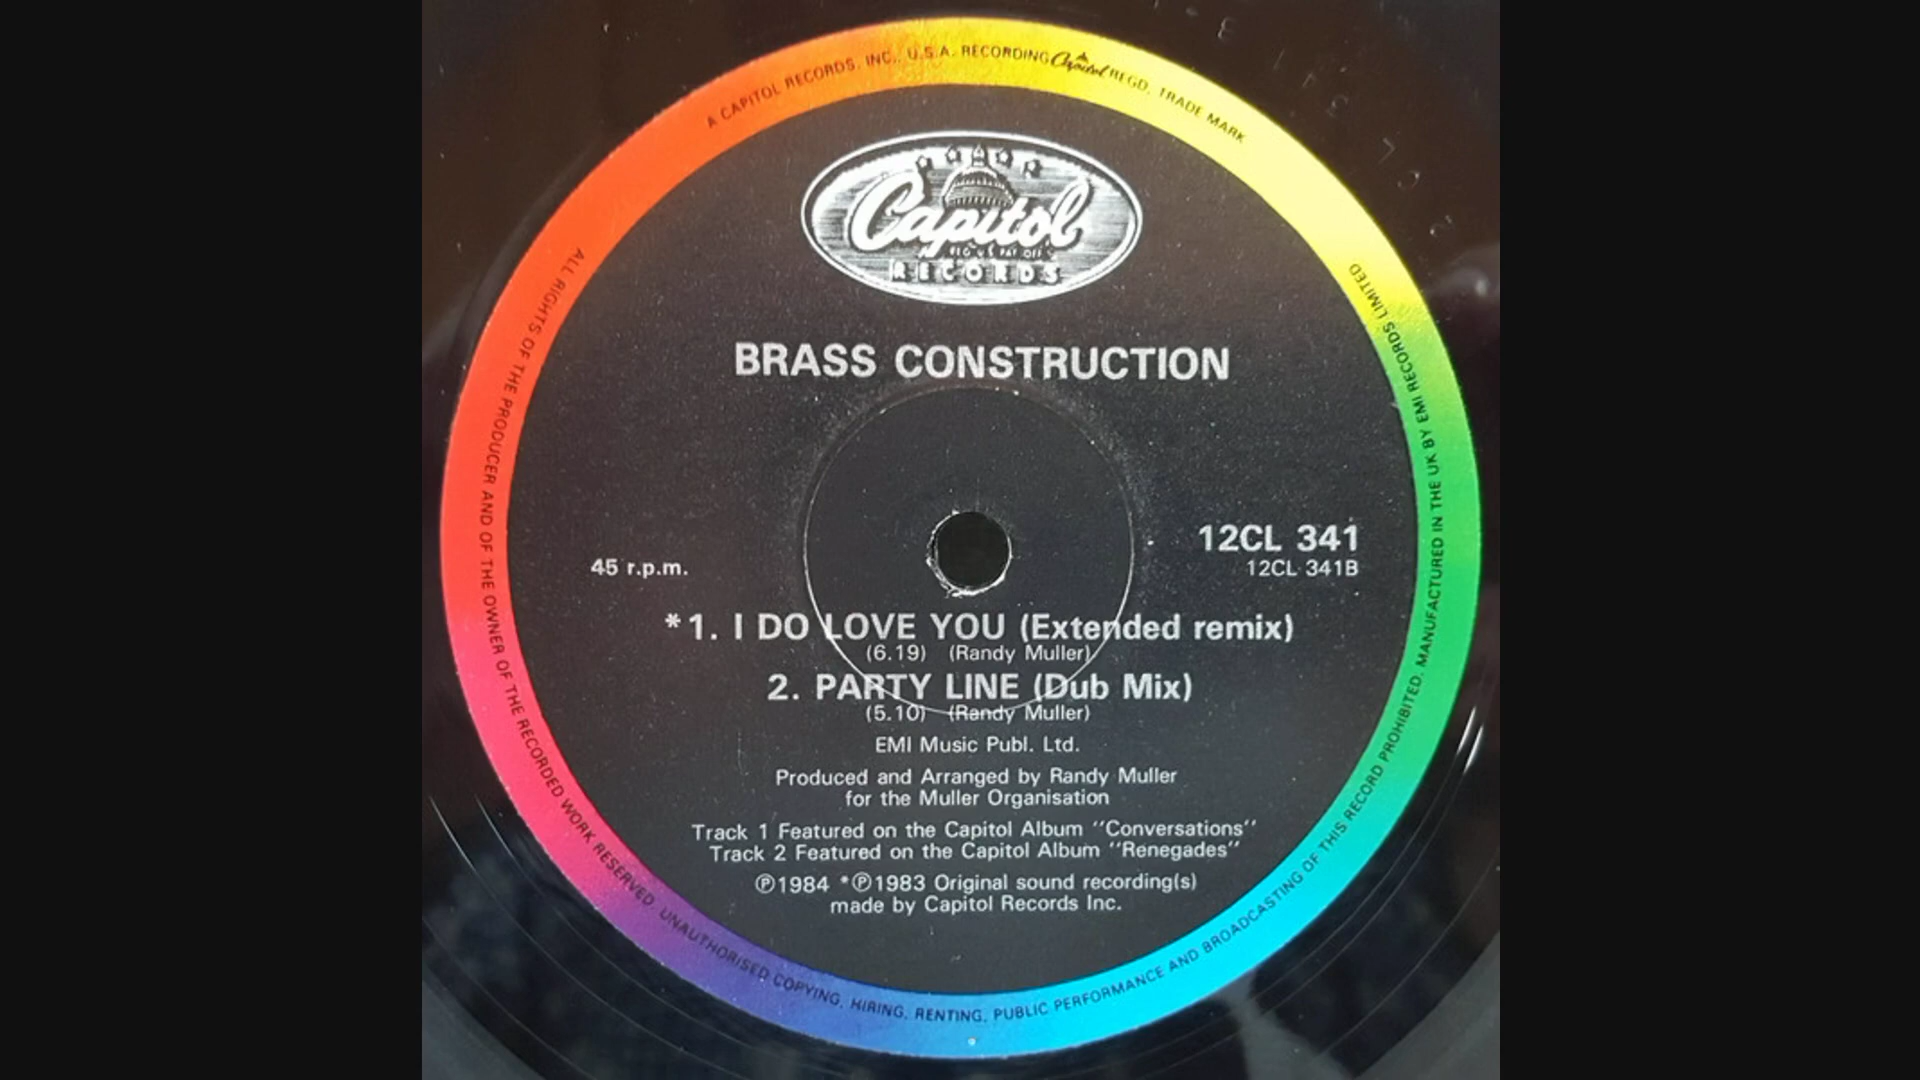 A CAPITOL RECORDS, INC., U.S.A. RECORDING Capitol REGD. TRADE MARK
Capitol
REG. U.S. PAT. OFF.
RECORDS
BRASS CONSTRUCTION
45 r.p.m.
12CL 341
12CL 341B
*1. I DO LOVE YOU (Extended remix)
(6.19) (Randy Muller)
2. PARTY LINE (Dub Mix)
(5.10) (Randy Muller)
EMI Music Publ. Ltd.
Produced and Arranged by Randy Muller
for the Muller Organisation
Track 1 Featured on the Capitol Album "Conversations"
Track 2 Featured on the Capitol Album "Renegades"
℗1984 *℗1983 Original sound recording(s)
made by Capitol Records Inc.
ALL RIGHTS OF THE PRODUCER AND OF THE OWNER OF THE RECORDED WORK RESERVED. UNAUTHORISED COPYING, HIRING, RENTING, PUBLIC PERFORMANCE AND BROADCASTING OF THIS RECORD PROHIBITED. MANUFACTURED IN THE UK BY EMI RECORDS LIMITED